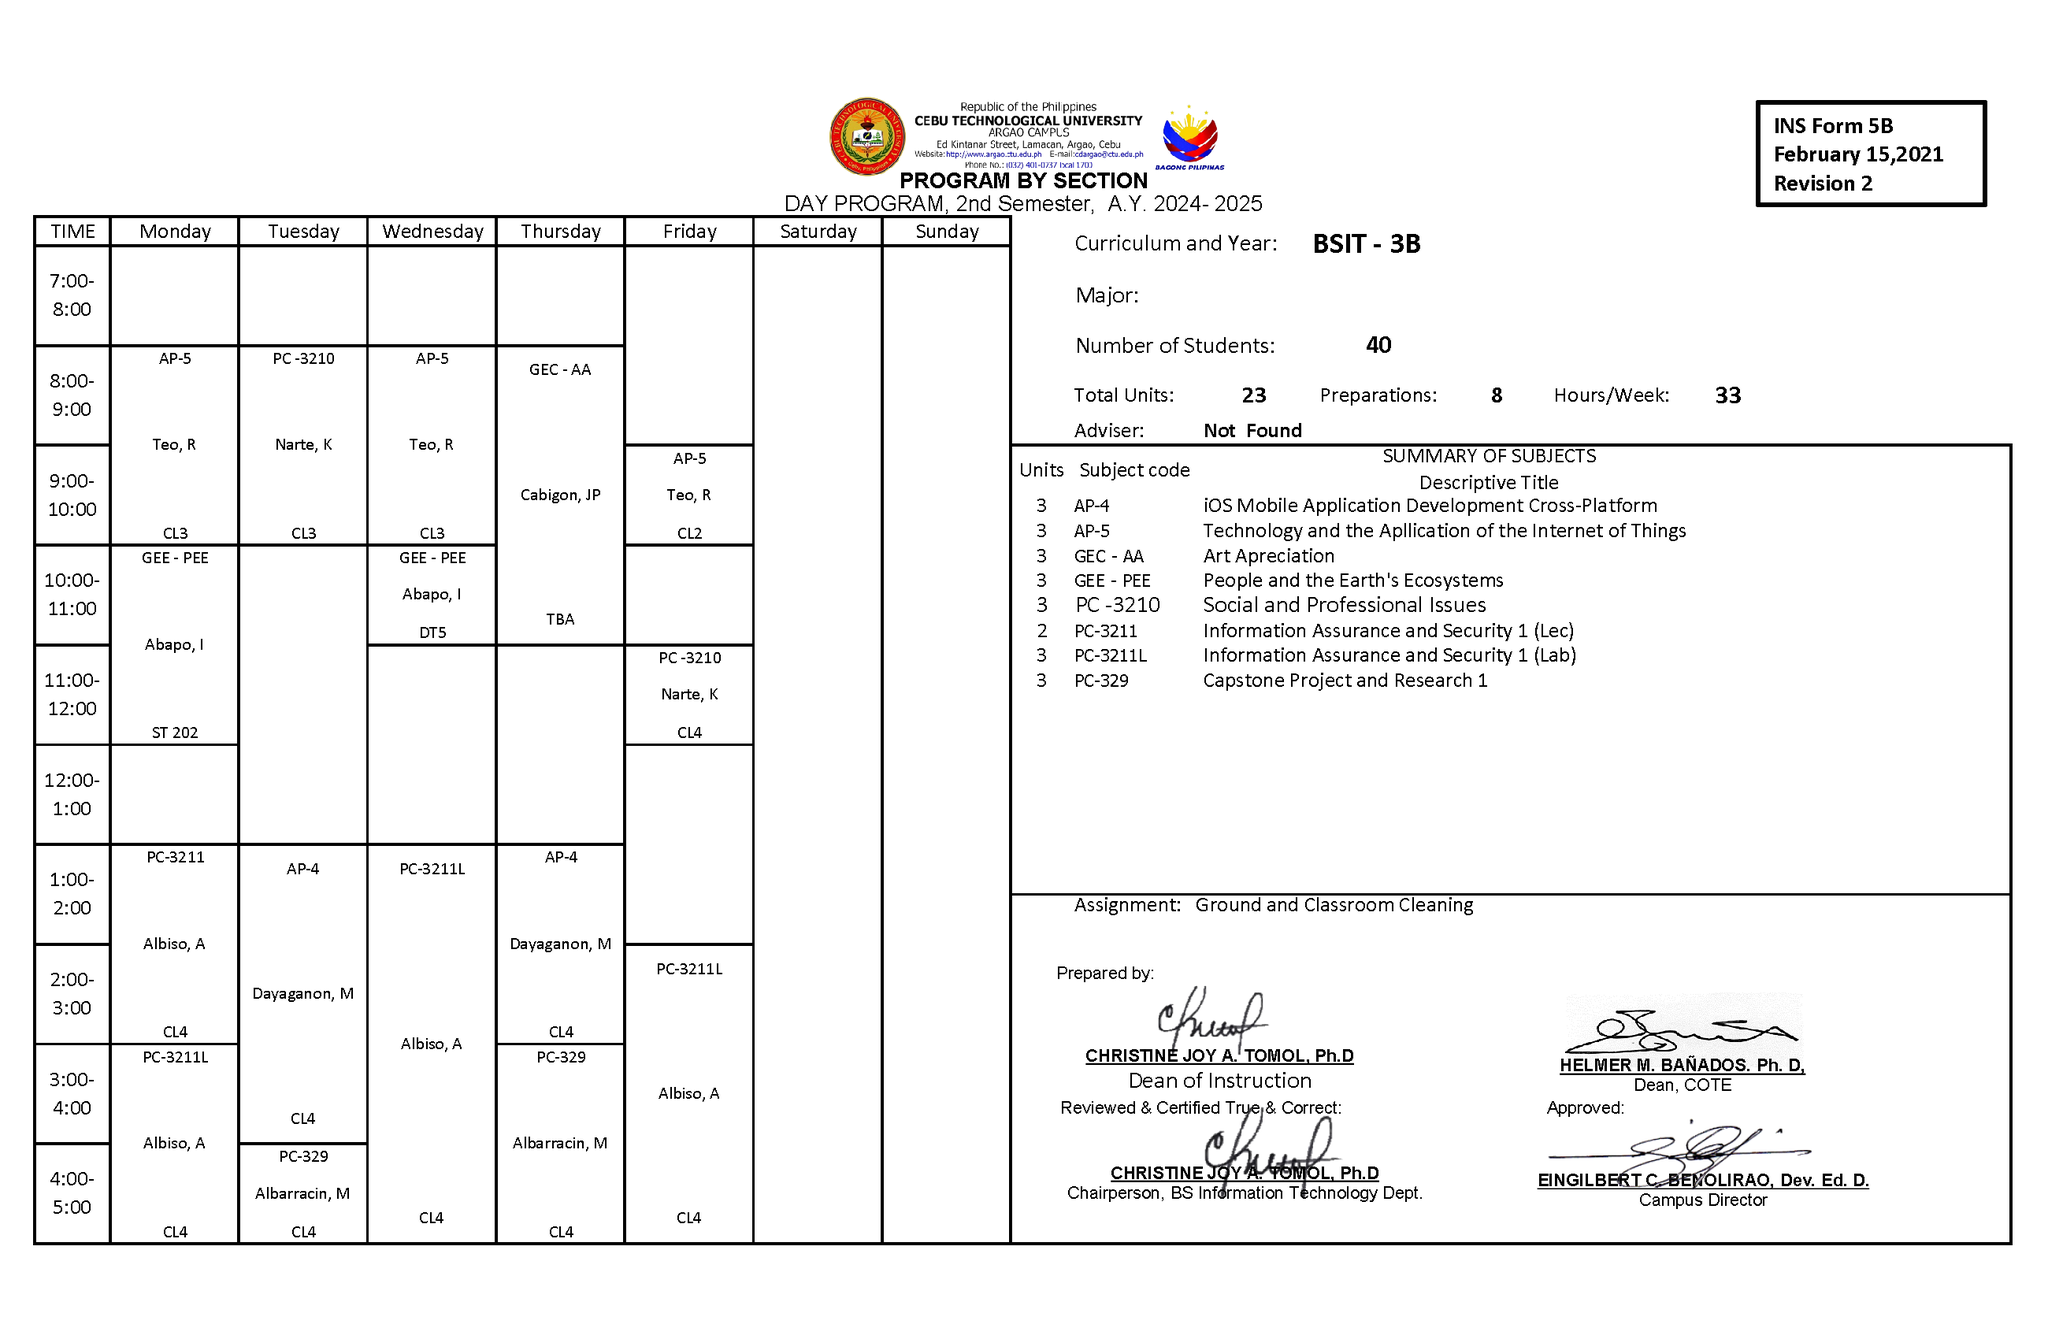 Republic of the Philippines
CEBU TECHNOLOGICAL UNIVERSITY
ARGAO CAMPUS
Ed Kintanar Street, Lamacan, Argao, Cebu
Website:http://www.argao.ctu.edu.ph E-mail:cdargao@ctu.edu.ph
Phone No.: (032) 401-0737 local 1700
BAGONG PILIPINAS
INS Form 5B
February 15,2021
Revision 2
PROGRAM BY SECTION
DAY PROGRAM, 2nd Semester, A.Y. 2024- 2025
TIME Monday Tuesday Wednesday Thursday Friday Saturday Sunday
7:00-
8:00
AP-5 PC -3210 AP-5 GEC - AA
8:00-
9:00
Teo, R Narte, K Teo, R
AP-5
9:00-
10:00
Cabigon, JP Teo, R
CL3 CL3 CL3 CL2
GEE - PEE GEE - PEE
10:00-
11:00
Abapo, I
DT5 TBA
Abapo, I PC -3210
11:00-
12:00
Narte, K
ST 202 CL4
12:00-
1:00
PC-3211 AP-4 PC-3211L AP-4
1:00-
2:00
Albiso, A Dayaganon, M
PC-3211L
2:00-
3:00
Dayaganon, M
CL4 CL4
Albiso, A
PC-3211L PC-329
3:00-
4:00
Albiso, A
CL4
Albiso, A Albarracin, M
PC-329
4:00-
5:00
Albarracin, M
CL4 CL4
CL4 CL4 CL4
Curriculum and Year: BSIT - 3B
Major:
Number of Students: 40
Total Units: 23 Preparations: 8 Hours/Week: 33
Adviser: Not Found
SUMMARY OF SUBJECTS
Units Subject code Descriptive Title
3 AP-4 iOS Mobile Application Development Cross-Platform
3 AP-5 Technology and the Apllication of the Internet of Things
3 GEC - AA Art Apreciation
3 GEE - PEE People and the Earth's Ecosystems
3 PC -3210 Social and Professional Issues
2 PC-3211 Information Assurance and Security 1 (Lec)
3 PC-3211L Information Assurance and Security 1 (Lab)
3 PC-329 Capstone Project and Research 1
Assignment: Ground and Classroom Cleaning
Prepared by:
CHRISTINE JOY A. TOMOL, Ph.D
Dean of Instruction
HELMER M. BAÑADOS. Ph. D,
Dean, COTE
Reviewed & Certified True & Correct:
Approved:
CHRISTINE JOY A. TOMOL, Ph.D
Chairperson, BS Information Technology Dept.
EINGILBERT C. BENOLIRAO, Dev. Ed. D.
Campus Director